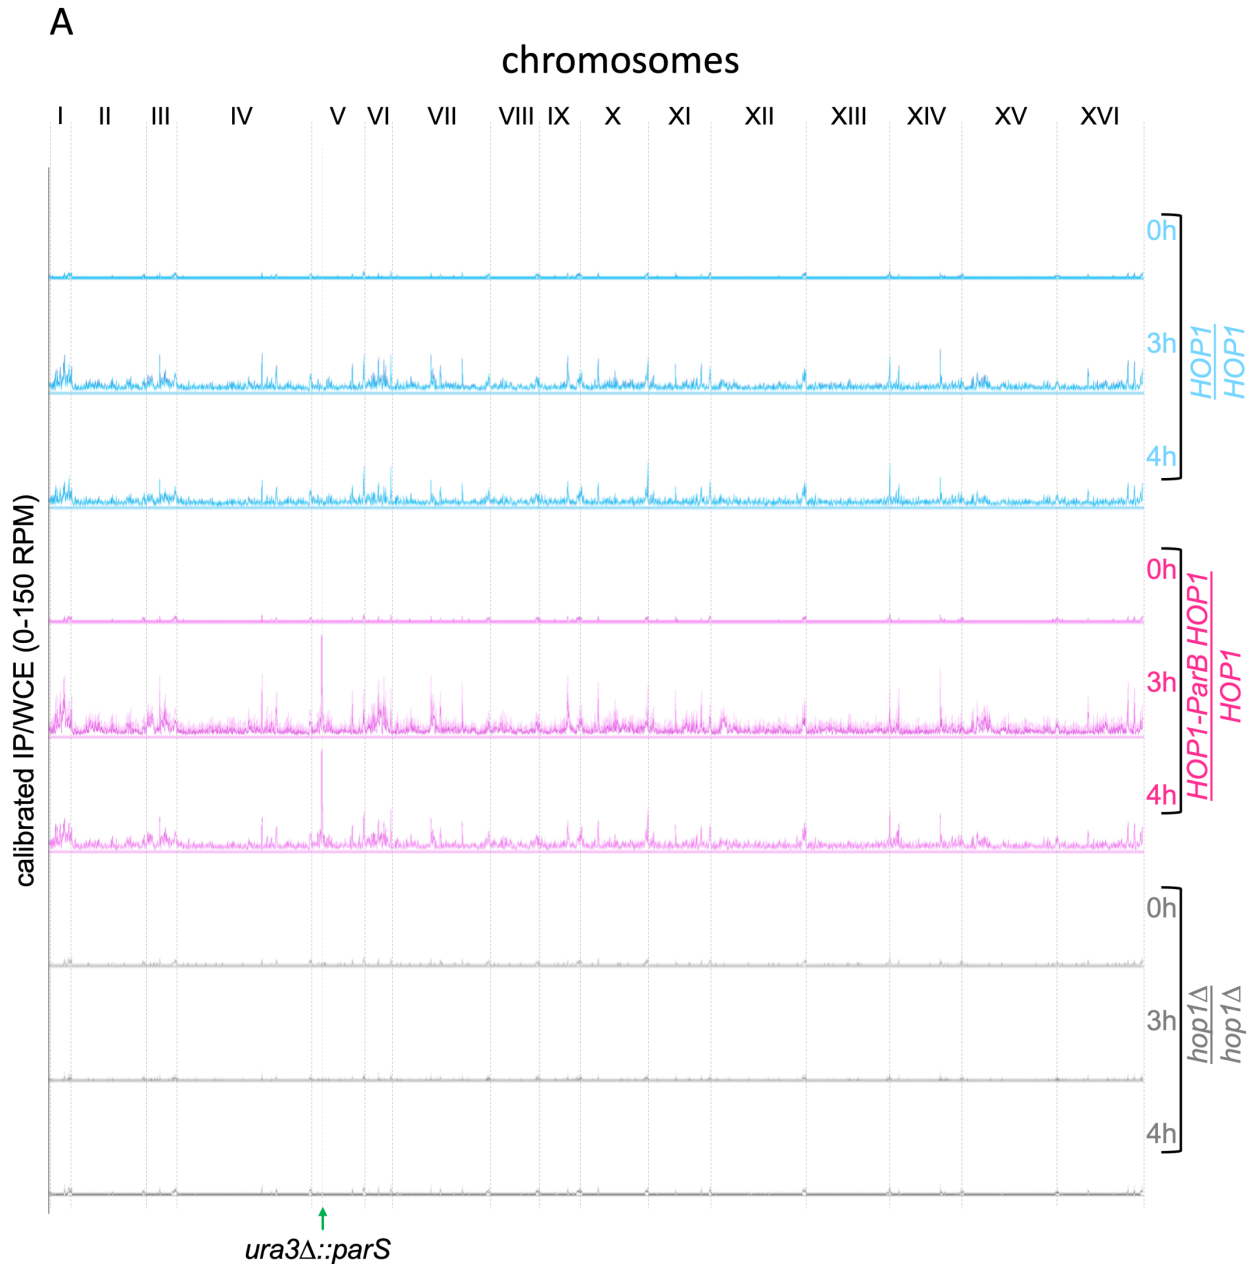 A
chromosomes
I II III IV V VI VII VIII IX X XI XII XIII XIV XV XVI
calibrated IP/WCE (0-150 RPM)
0h
3h
4h
HOP1
HOP1
0h
3h
4h
HOP1-ParB HOP1
HOP1
0h
3h
4h
hop1Δ
hop1Δ
ura3Δ::parS